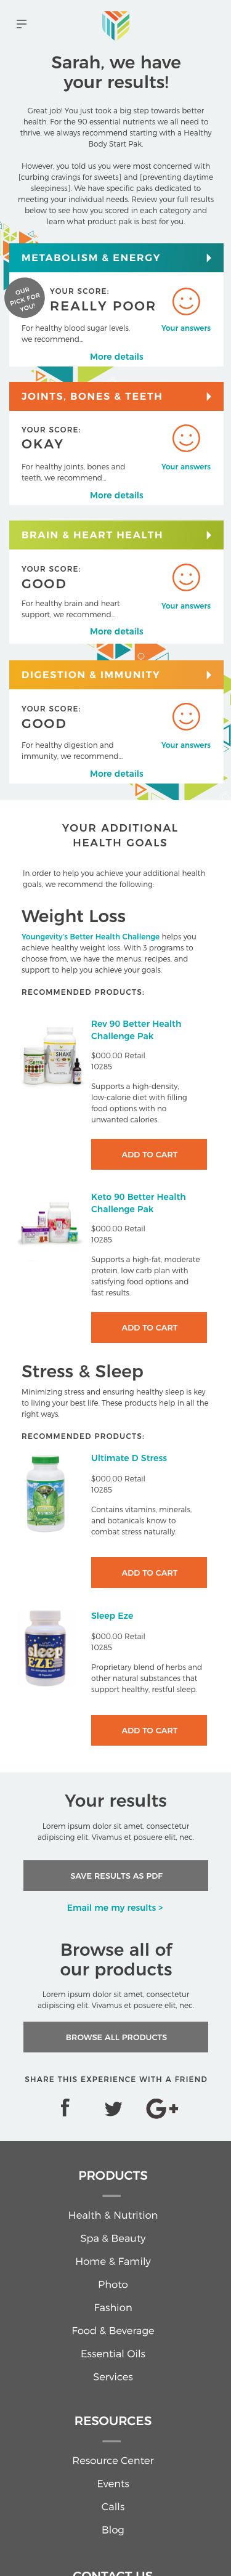 Sarah, we have
your results!
Great job! You just took a big step towards better
health. For the 90 essential nutrients we all need to
thrive, we always recommend starting with a Healthy
Body Start Pak.
However, you told us you were most concerned with
[curbing cravings for sweets] and [preventing daytime
sleepiness]. We have specific paks dedicated to
meeting your individual needs. Review your full results
below to see how you scored in each category and
learn what product pak is best for you.
METABOLISM & ENERGY
OUR
PICK FOR
YOU!
YOUR SCORE:
REALLY POOR
For healthy blood sugar levels,
we recommend...
Your answers
More details
JOINTS, BONES & TEETH
YOUR SCORE:
OKAY
For healthy joints, bones and
teeth, we recommend...
Your answers
More details
BRAIN & HEART HEALTH
YOUR SCORE:
GOOD
For healthy brain and heart
support, we recommend...
Your answers
More details
DIGESTION & IMMUNITY
YOUR SCORE:
GOOD
For healthy digestion and
immunity, we recommend...
Your answers
More details
YOUR ADDITIONAL
HEALTH GOALS
In order to help you achieve your additional health
goals, we recommend the following:
Weight Loss
Youngevity's Better Health Challenge helps you
achieve healthy weight loss. With 3 programs to
choose from, we have the menus, recipes, and
support to help you achieve your goals.
RECOMMENDED PRODUCTS:
SHAKE
Rev 90 Better Health
Challenge Pak
$000.00 Retail
10285
Supports a high-density,
low-calorie diet with filling
food options with no
unwanted calories.
ADD TO CART
Keto 90 Better Health
Challenge Pak
$000.00 Retail
10285
Supports a high-fat, moderate
protein, low carb plan with
satisfying food options and
fast results.
ADD TO CART
Stress & Sleep
Minimizing stress and ensuring healthy sleep is key
to living your best life. These products help in all the
right ways.
RECOMMENDED PRODUCTS:
Ultimate D Stress
$000.00 Retail
10285
Contains vitamins, minerals,
and botanicals know to
combat stress naturally.
ADD TO CART
sleep
EZE
Sleep Eze
$000.00 Retail
10285
Proprietary blend of herbs and
other natural substances that
support healthy, restful sleep.
ADD TO CART
Your results
Lorem ipsum dolor sit amet, consectetur
adipiscing elit. Vivamus et posuere elit, nec.
SAVE RESULTS AS PDF
Email me my results >
Browse all of
our products
Lorem ipsum dolor sit amet, consectetur
adipiscing elit. Vivamus et posuere elit, nec.
BROWSE ALL PRODUCTS
SHARE THIS EXPERIENCE WITH A FRIEND
f
G+
PRODUCTS
Health & Nutrition
Spa & Beauty
Home & Family
Photo
Fashion
Food & Beverage
Essential Oils
Services
RESOURCES
Resource Center
Events
Calls
Blog
CONTACT US